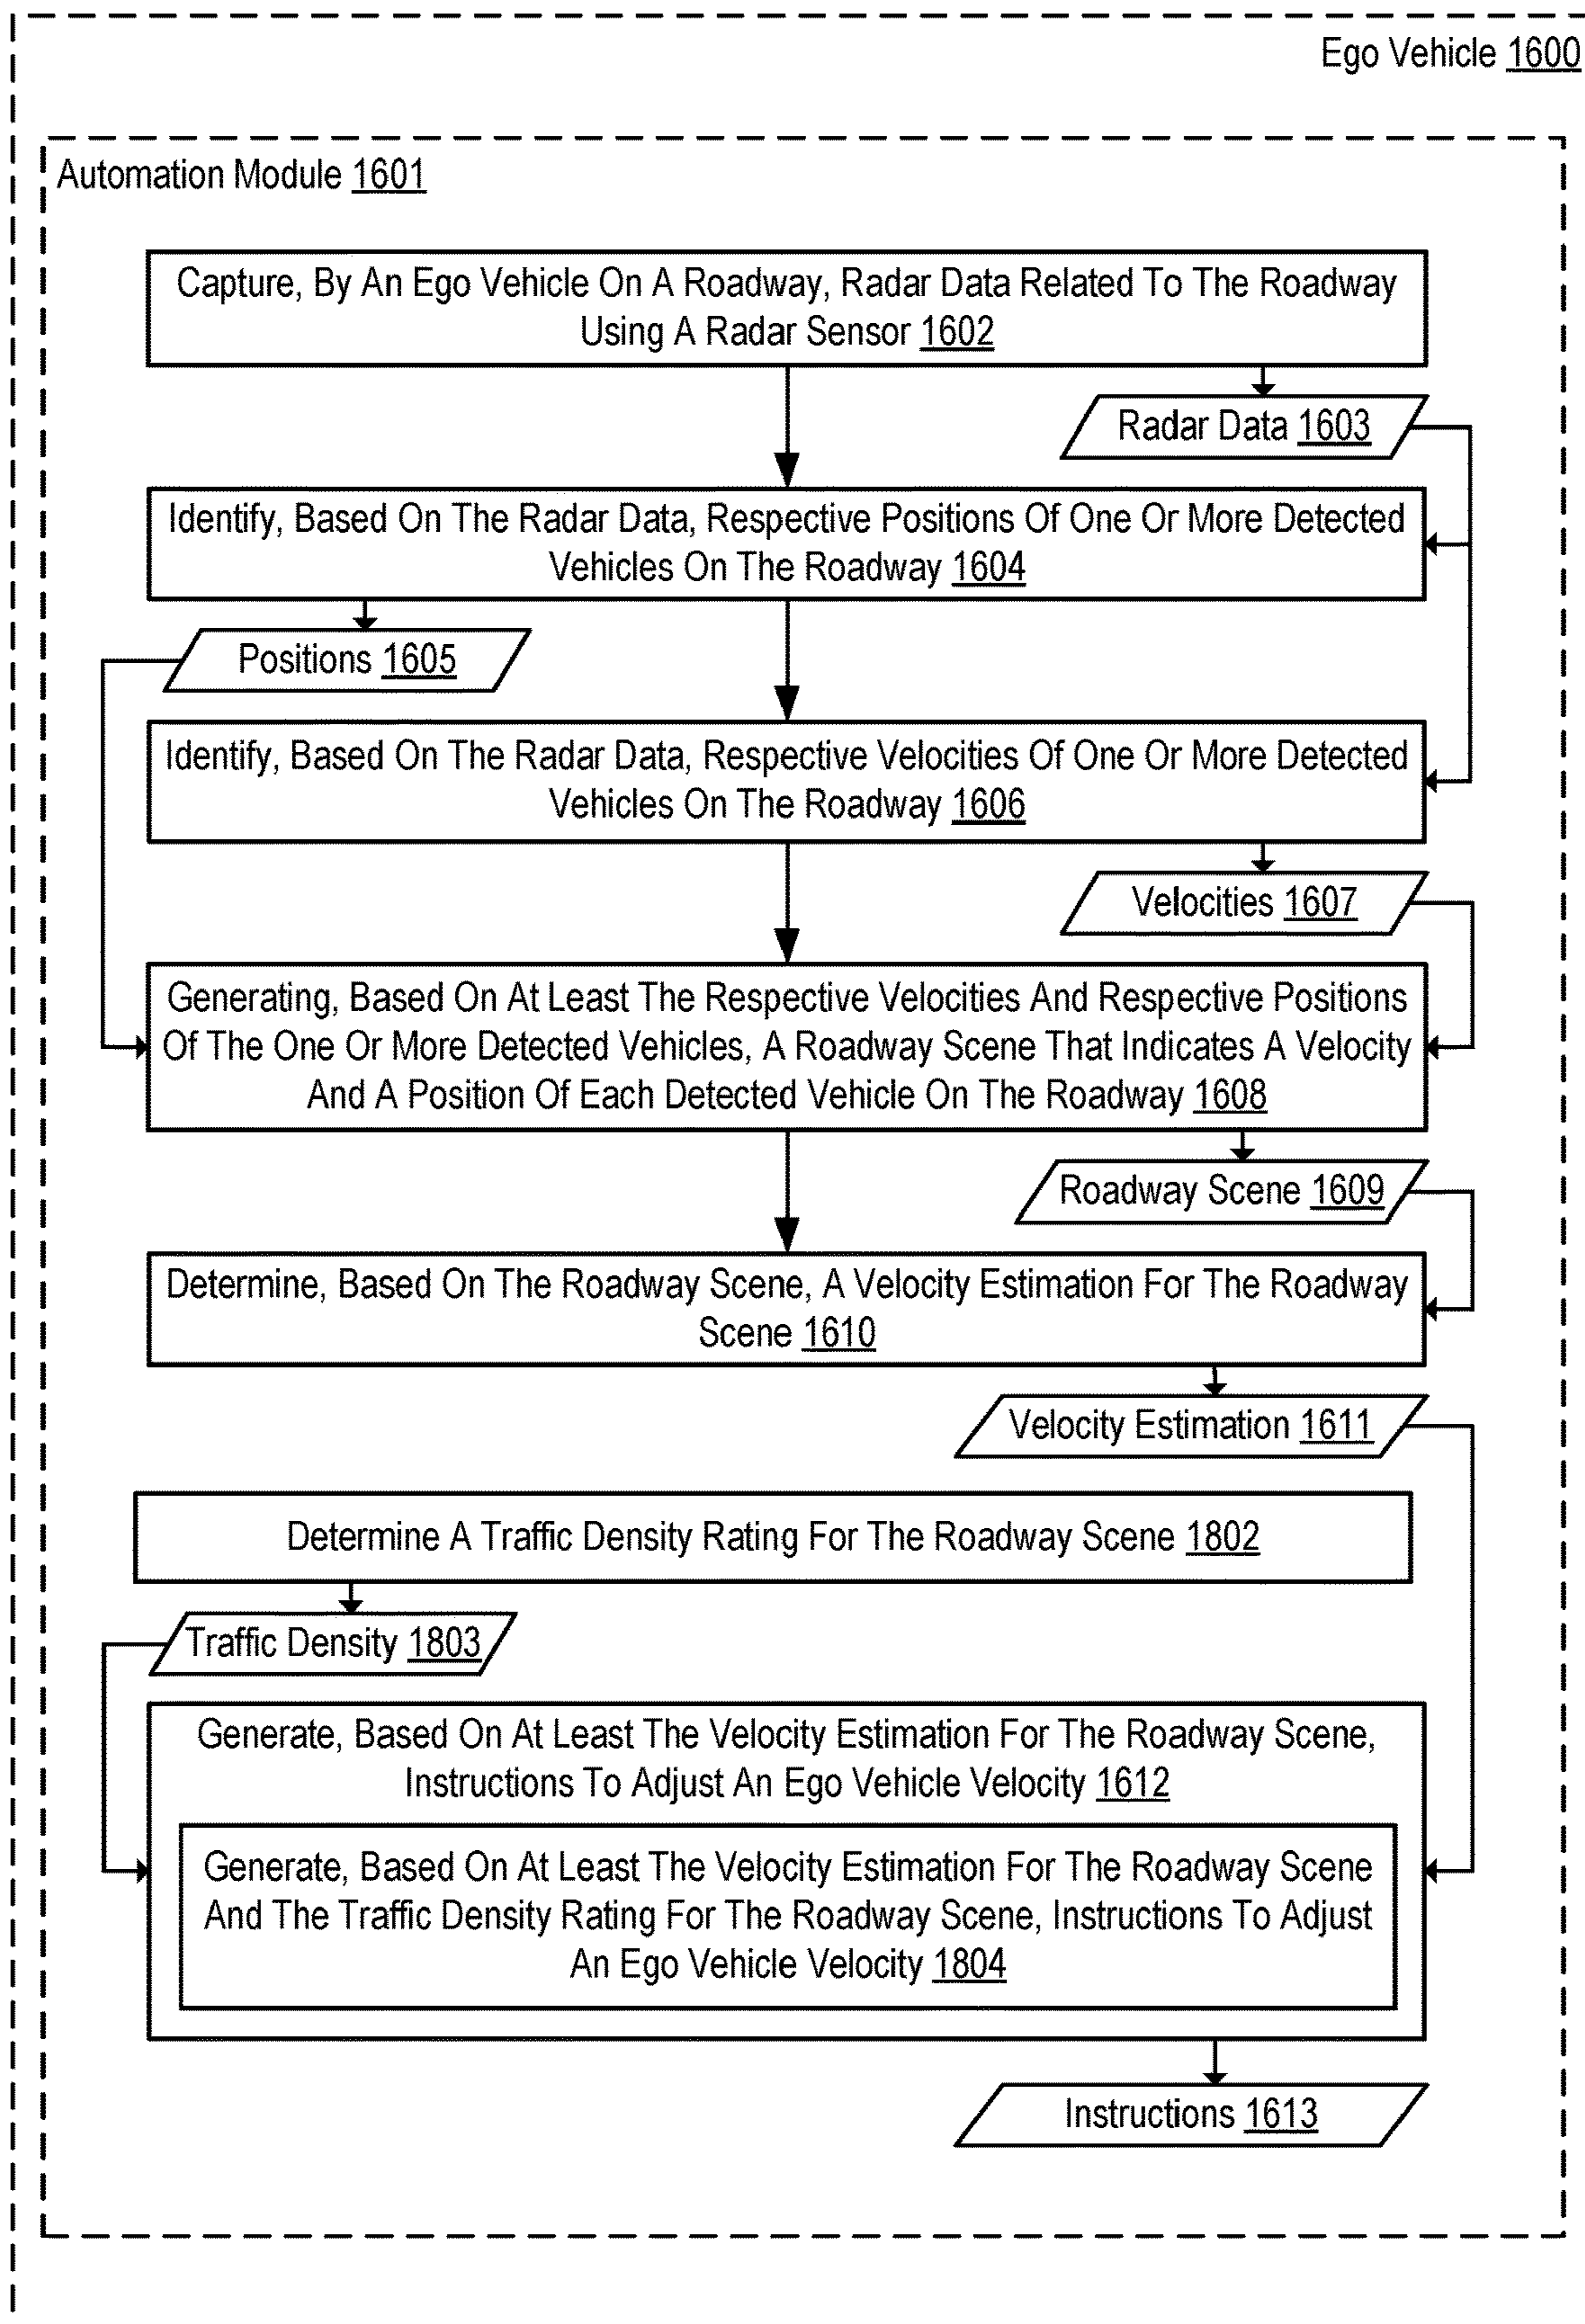 Ego Vehicle 1600
Automation Module 1601
Capture, By An Ego Vehicle On A Roadway, Radar Data Related To The Roadway
Using A Radar Sensor 1602
Radar Data 1603
Identify, Based On The Radar Data, Respective Positions Of One Or More Detected
Vehicles On The Roadway 1604
Positions 1605
Identify, Based On The Radar Data, Respective Velocities Of One Or More Detected
Vehicles On The Roadway 1606
Velocities 1607
Generating, Based On At Least The Respective Velocities And Respective Positions
Of The One Or More Detected Vehicles, A Roadway Scene That Indicates A Velocity
And A Position Of Each Detected Vehicle On The Roadway 1608
Roadway Scene 1609
Determine, Based On The Roadway Scene, A Velocity Estimation For The Roadway
Scene 1610
Velocity Estimation 1611
Determine A Traffic Density Rating For The Roadway Scene 1802
Traffic Density 1803
Generate, Based On At Least The Velocity Estimation For The Roadway Scene,
Instructions To Adjust An Ego Vehicle Velocity 1612
Generate, Based On At Least The Velocity Estimation For The Roadway Scene
And The Traffic Density Rating For The Roadway Scene, Instructions To Adjust
An Ego Vehicle Velocity 1804
Instructions 1613